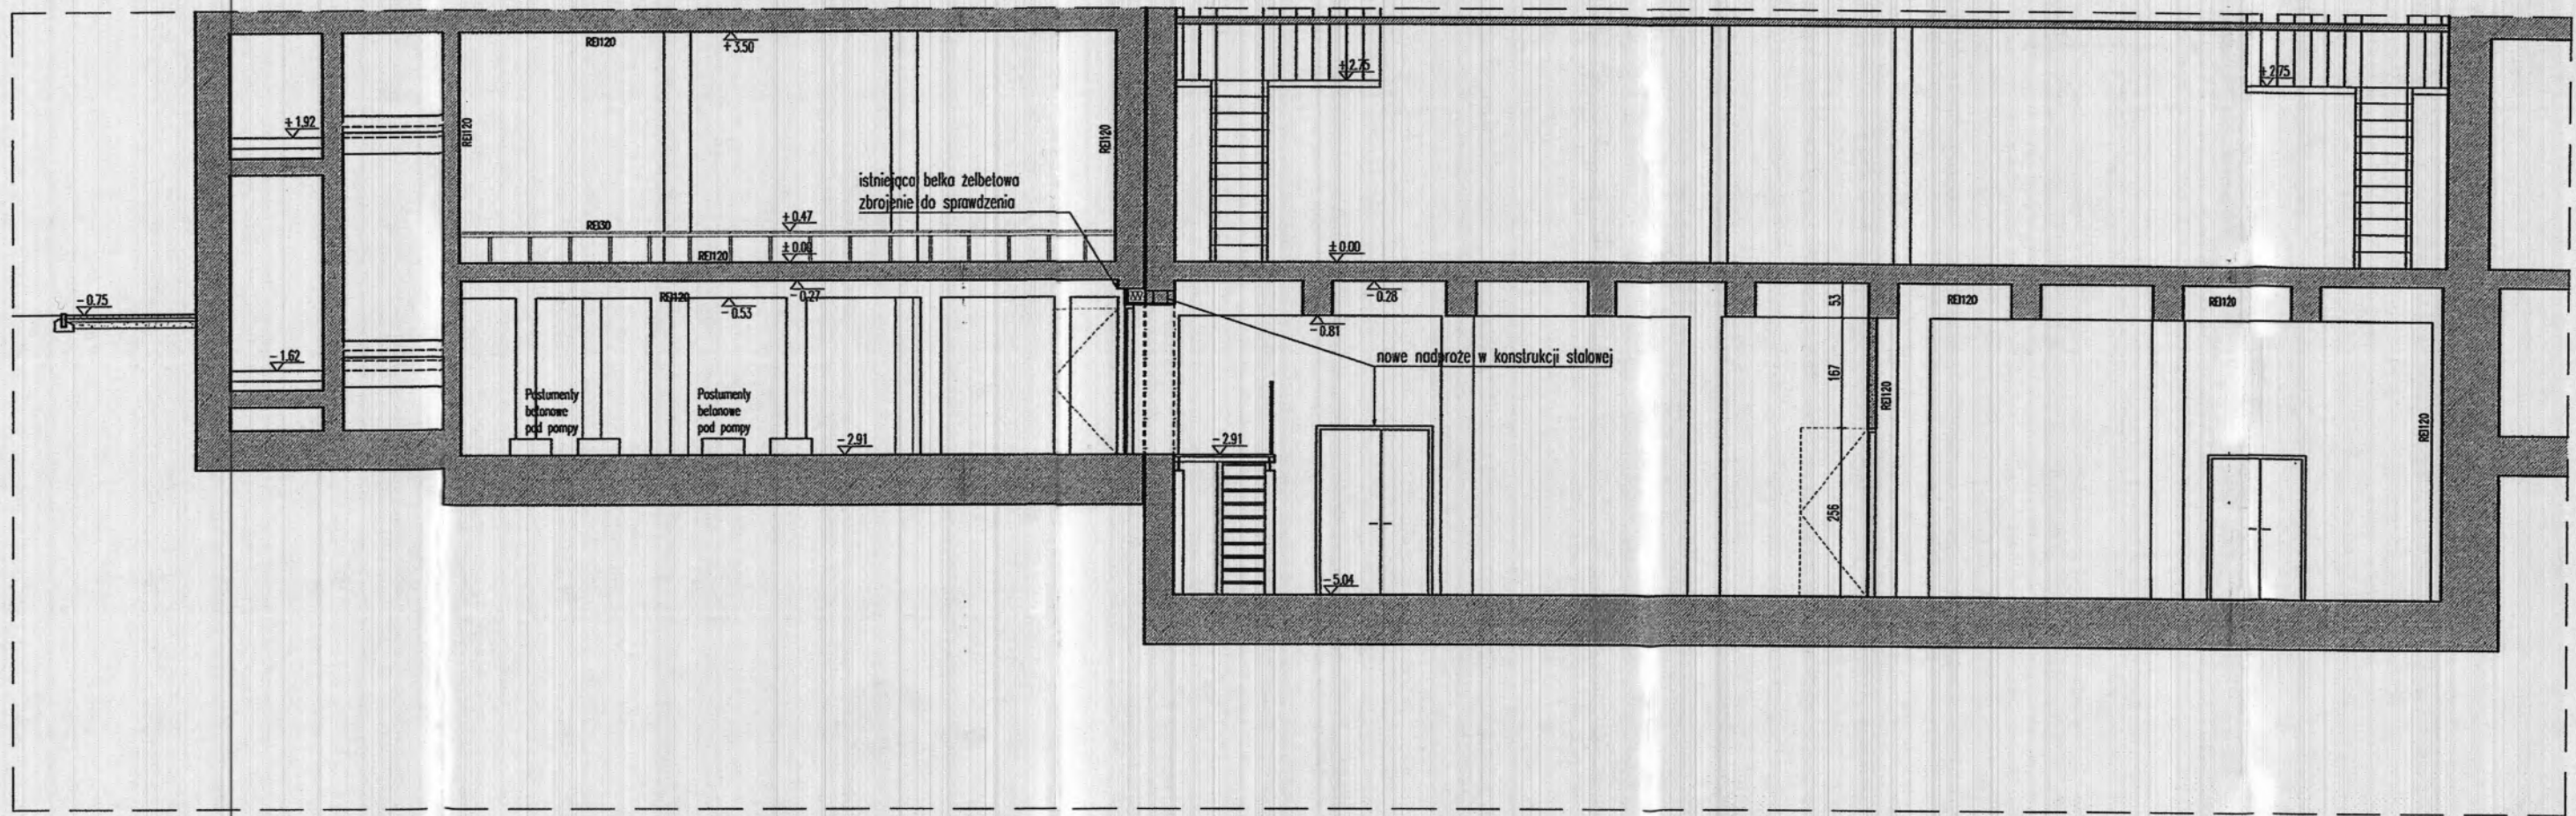 REI120
+3.50
+2.75
+2.75
+1.92
REI120
REI120
istniejąca belka żelbetowa
zbrojenie do sprawdzenia
+0.47
REI30
±0.00
REI120
±0.00
-0.75
REI120
-0.27
-0.53
-0.28
-0.81
53
REI120
REI120
-1.62
nowe nadproże w konstrukcji stalowej
167
REI120
Postumenty
betonowe
pod pompy
Postumenty
betonowe
pod pompy
-2.91
-2.91
REI120
256
-5.04